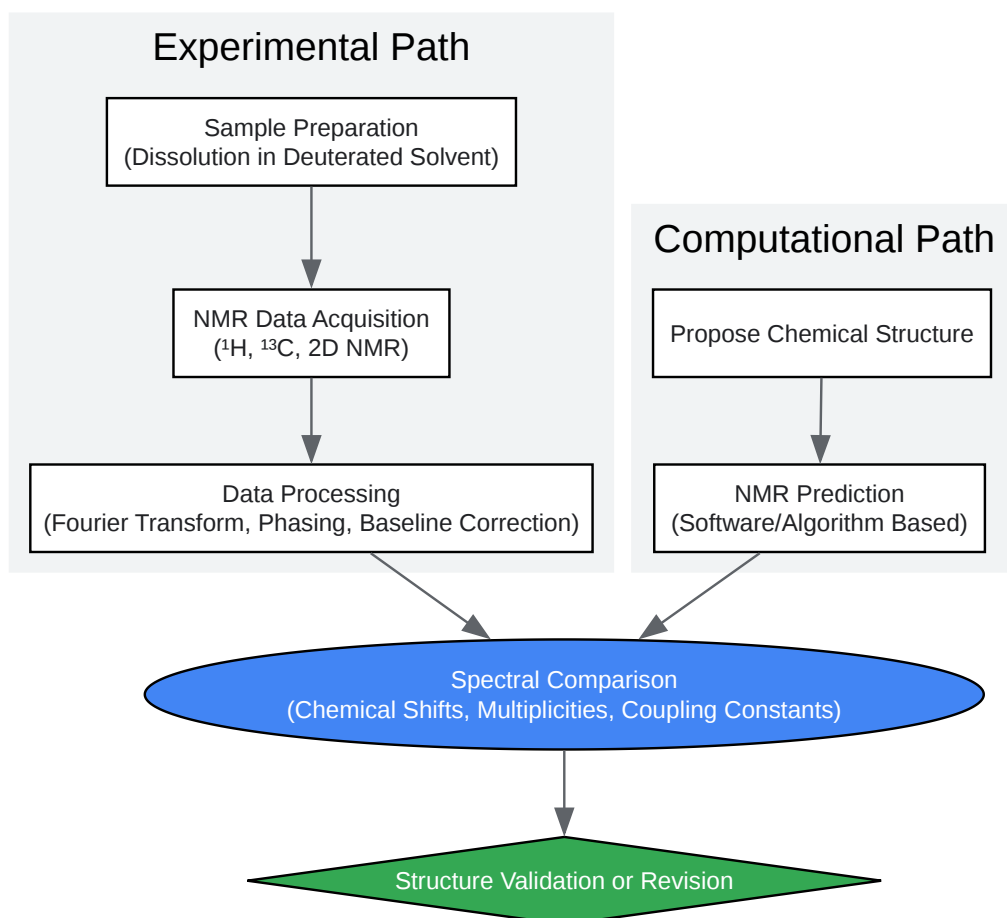 Experimental Path
Sample Preparation
(Dissolution in Deuterated Solvent)
NMR Data Acquisition
(¹H, ¹³C, 2D NMR)
Data Processing
(Fourier Transform, Phasing, Baseline Correction)
Computational Path
Propose Chemical Structure
NMR Prediction
(Software/Algorithm Based)
Spectral Comparison
(Chemical Shifts, Multiplicities, Coupling Constants)
Structure Validation or Revision